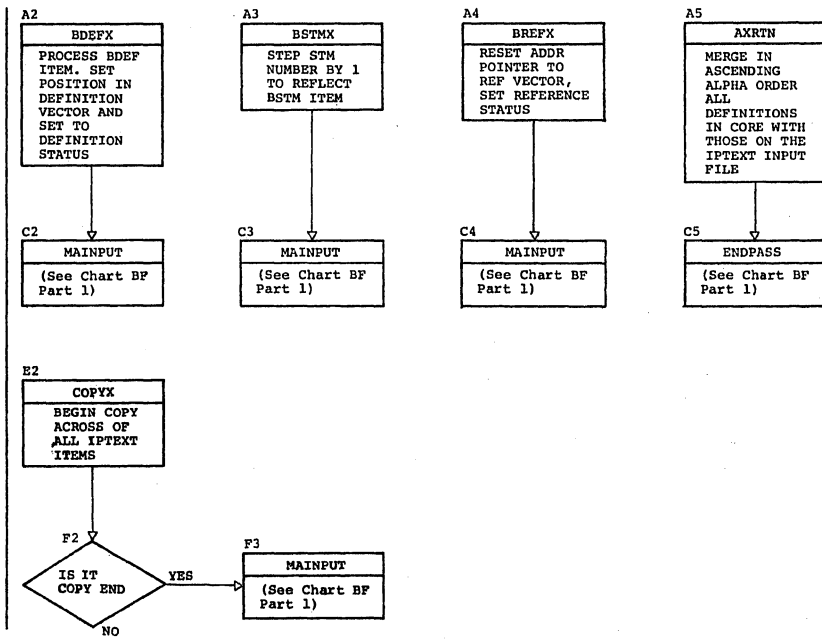 A2
BDEFX
PROCESS BDEF
ITEM. SET
POSITION IN
DEFINITION
VECTOR AND
SET TO
DEFINITION
STATUS
A3
BSTMX
STEP STM
NUMBER BY 1
TO REFLECT
BSTM ITEM
A4
BREFX
RESET ADDR
POINTER TO
REF VECTOR,
SET REFERENCE
STATUS
A5
AXRTN
MERGE IN
ASCENDING
ALPHA ORDER
ALL
DEFINITIONS
IN CORE WITH
THOSE ON THE
IPTEXT INPUT
FILE
C2
MAINPUT
(See Chart BF
Part 1)
C3
MAINPUT
(See Chart BF
Part 1)
C4
MAINPUT
(See Chart BF
Part 1)
C5
ENDPASS
(See Chart BF
Part 1)
E2
COPYX
BEGIN COPY
ACROSS OF
ALL IPTEXT
ITEMS
F2
IS IT
COPY END
YES
NO
F3
MAINPUT
(See Chart BF
Part 1)